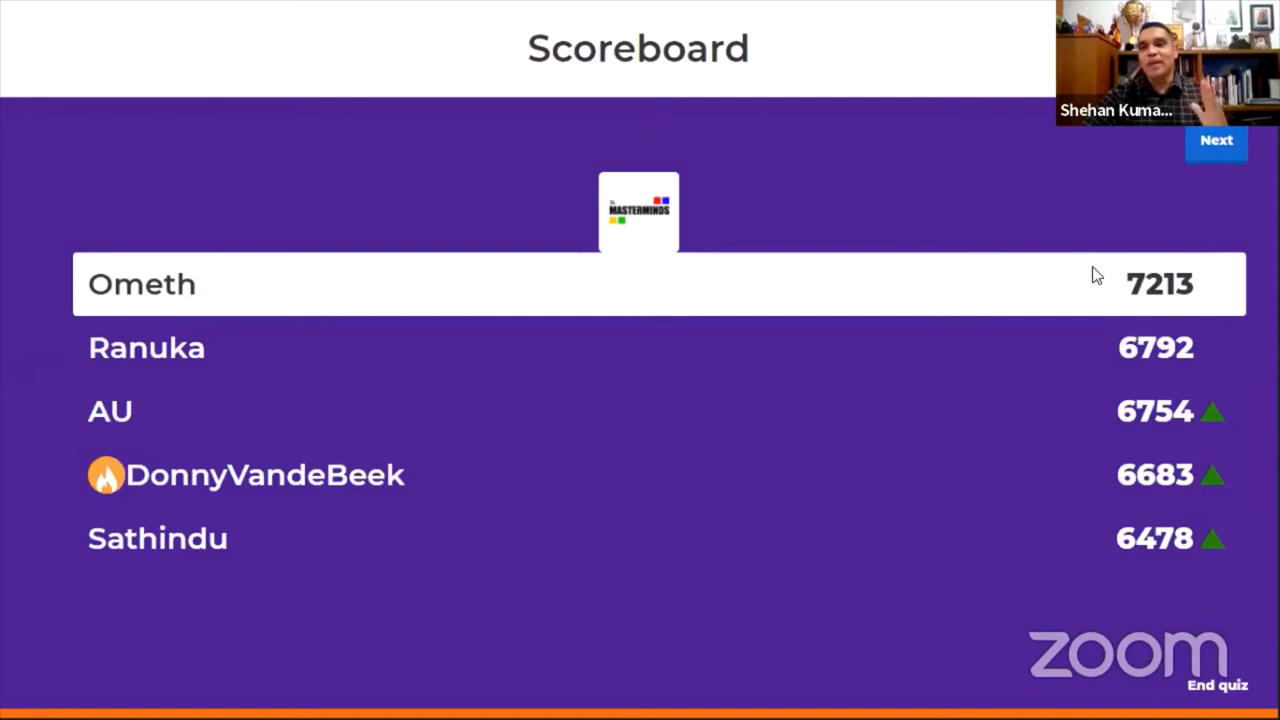 Scoreboard
Shehan Kuma...
Next
MASTERMINDS
Ometh 7213
Ranuka 6792
AU 6754
DonnyVandeBeek 6683
Sathindu 6478
zoom
End quiz